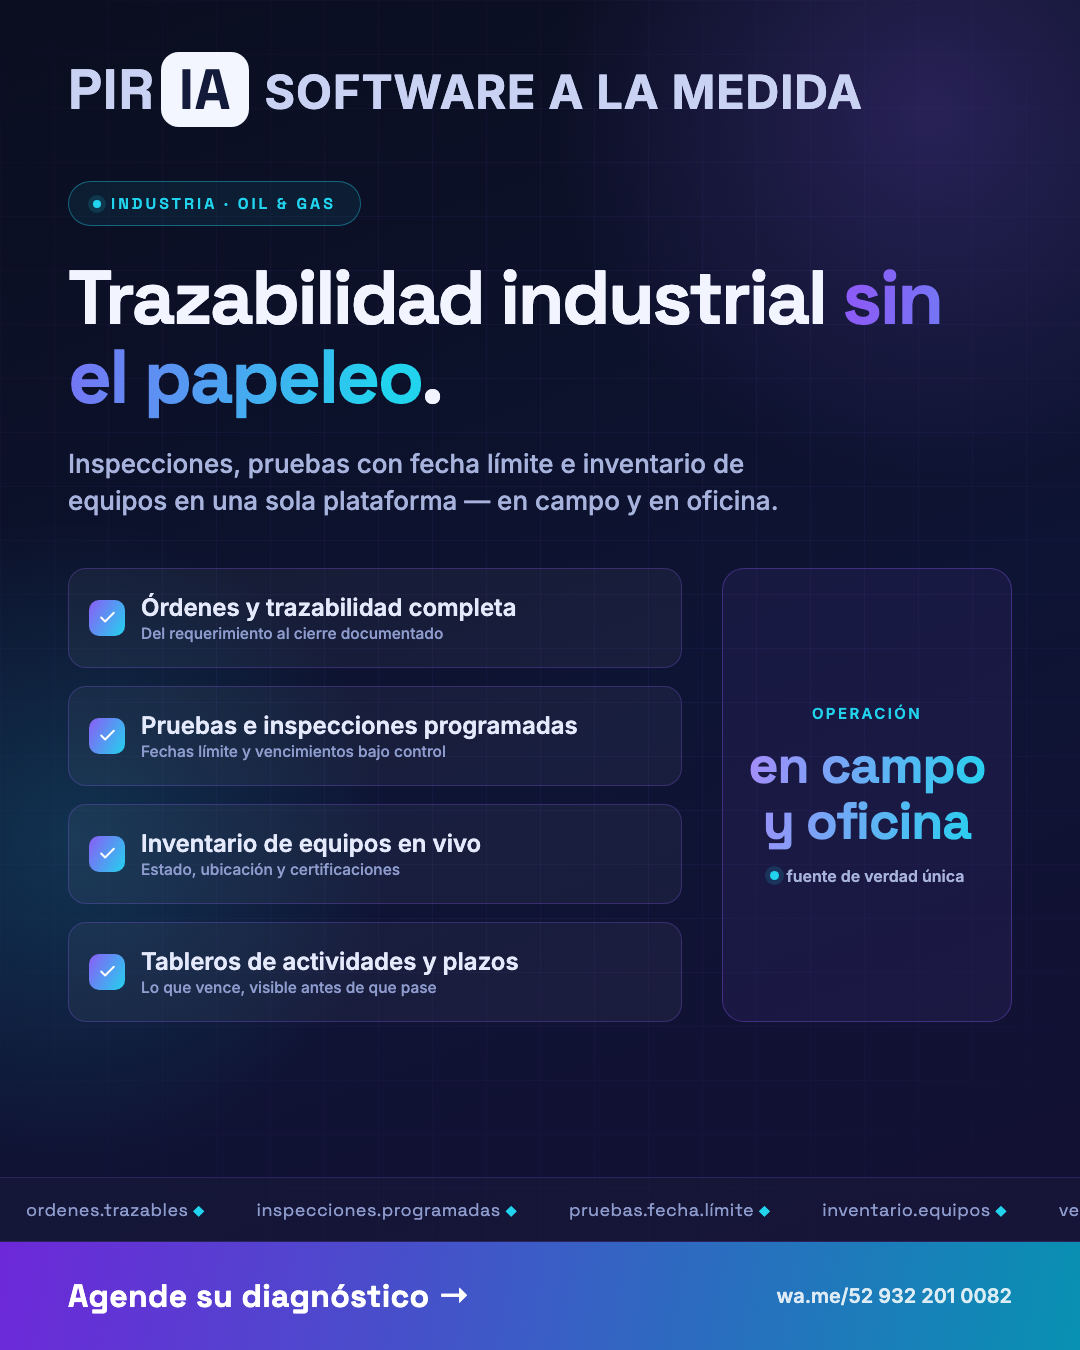 PIR IA SOFTWARE A LA MEDIDA
INDUSTRIA · OIL & GAS
Trazabilidad industrial sin
el papeleo.
Inspecciones, pruebas con fecha límite e inventario de
equipos en una sola plataforma — en campo y en oficina.
Órdenes y trazabilidad completa
Del requerimiento al cierre documentado
Pruebas e inspecciones programadas
Fechas límite y vencimientos bajo control
Inventario de equipos en vivo
Estado, ubicación y certificaciones
Tableros de actividades y plazos
Lo que vence, visible antes de que pase
OPERACIÓN
en campo
y oficina
fuente de verdad única
ordenes.trazables ◆ inspecciones.programadas ◆ pruebas.fecha.límite ◆ inventario.equipos ◆ ve
Agende su diagnóstico →
wa.me/52 932 201 0082